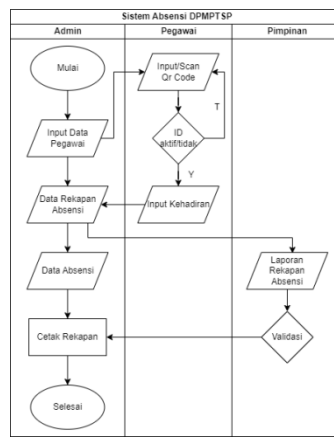 Sistem Absensi DPMPTSP
Admin
Pegawai
Pimpinan
Mulai
Input/Scan
Qr Code
T
Input Data
Pegawai
ID
aktif/tidak
Y
Data Rekapan
Absensi
Input Kehadiran
Data Absensi
Laporan
Rekapan
Absensi
Cetak Rekapan
Validasi
Selesai